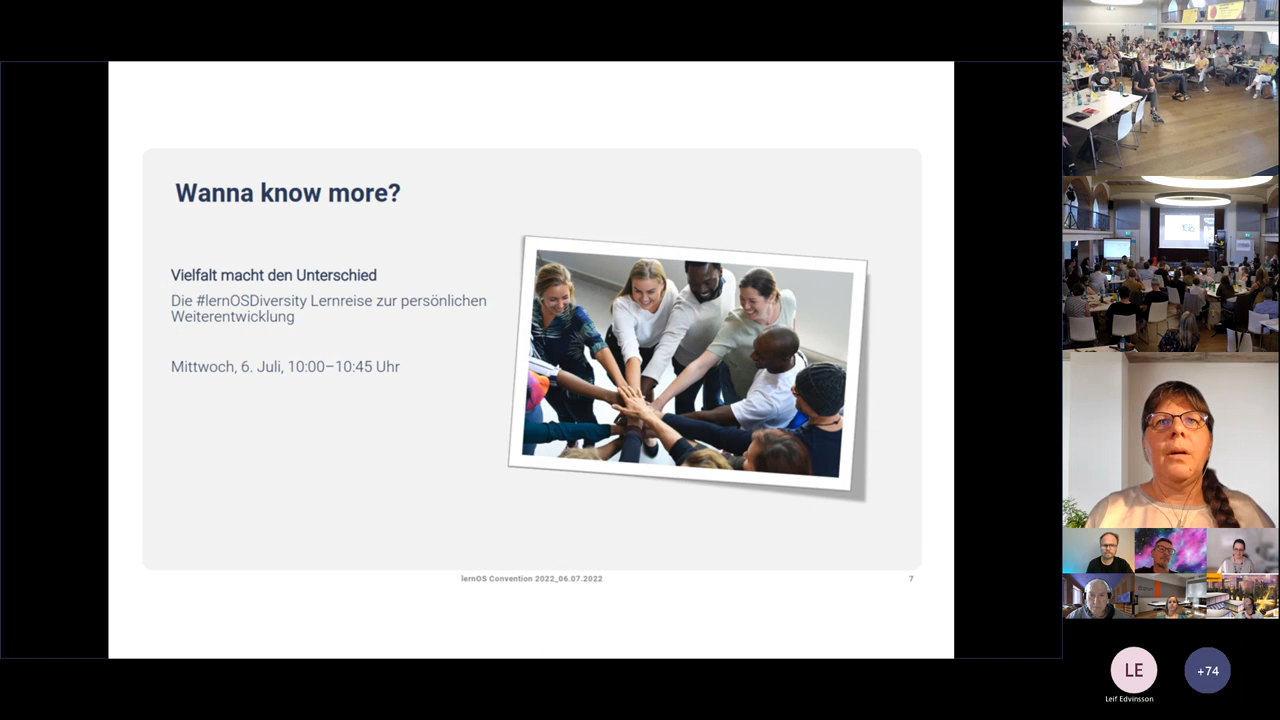 Wanna know more?
Vielfalt macht den Unterschied
Die #lernOSDiversity Lernreise zur persönlichen
Weiterentwicklung
Mittwoch, 6. Juli, 10:00–10:45 Uhr
lernOS Convention 2022_06.07.2022
7
LE
+74
Leif Edvinsson